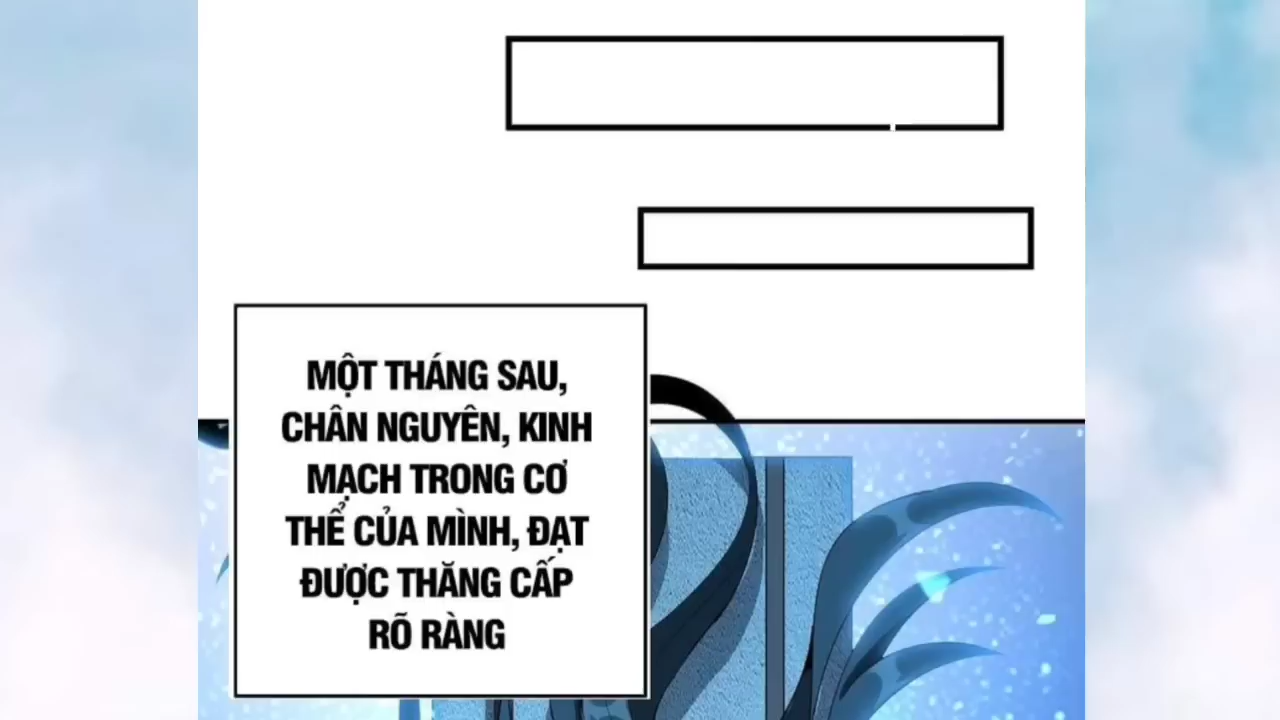 MỘT THÁNG SAU,
CHÂN NGUYÊN, KINH
MẠCH TRONG CƠ
THỂ CỦA MÌNH, ĐẠT
ĐƯỢC THĂNG CẤP
RÕ RÀNG